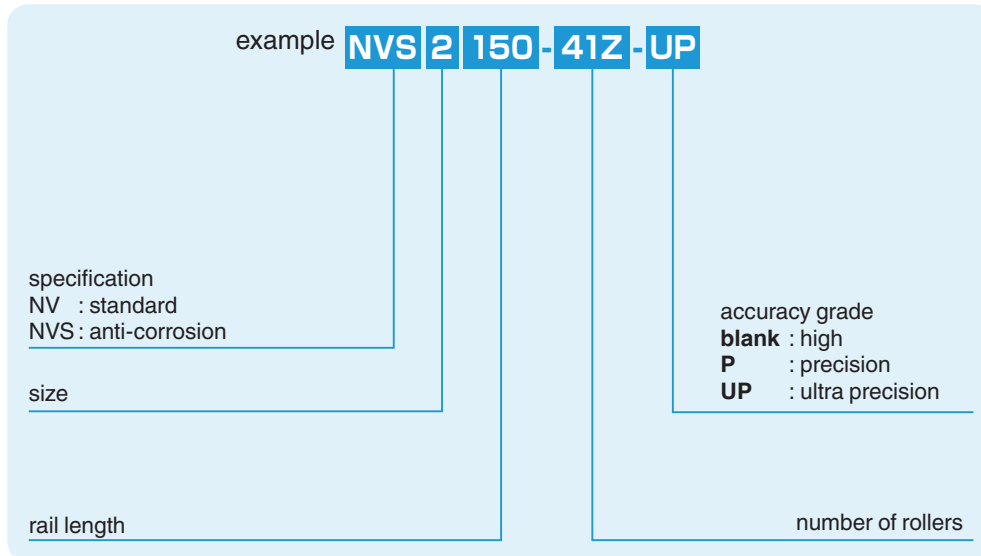 example NVS 2 150 - 41Z - UP
specification
NV : standard
NVS : anti-corrosion
size
rail length
accuracy grade
blank : high
P : precision
UP : ultra precision
number of rollers